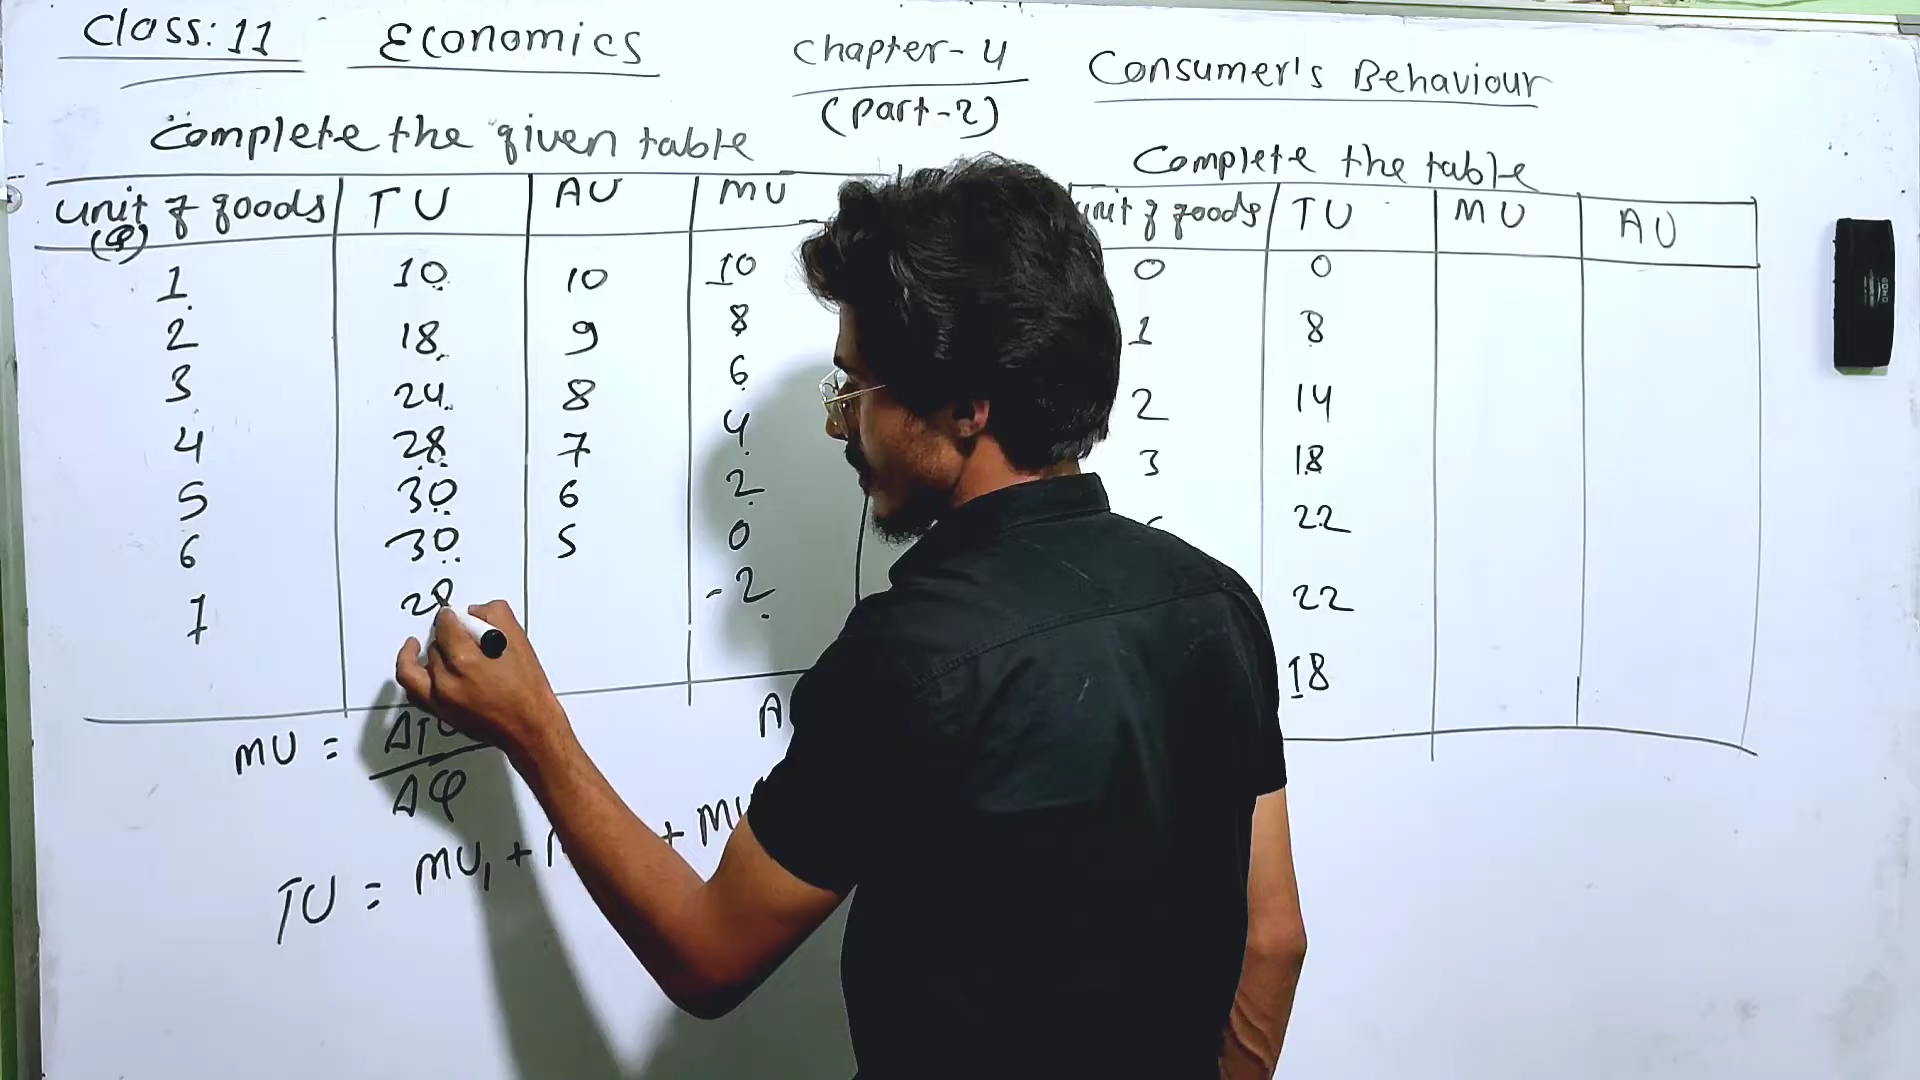 Class: 11 Economics Chapter - 4 Consumer's Behaviour
(part-2)
Complete the given table
unit of goods TU AU MU
(Q)
1 10 10 10
2 18 9 8
3 24 8 6
4 28 7 4
5 30 6 2
6 30 5 0
7 28 -2
MU = ΔTU
ΔQ
TU = MU₁ + + MU
Complete the table
unit of goods TU MU AU
0 0
1 8
2 14
3 18
22
22
18